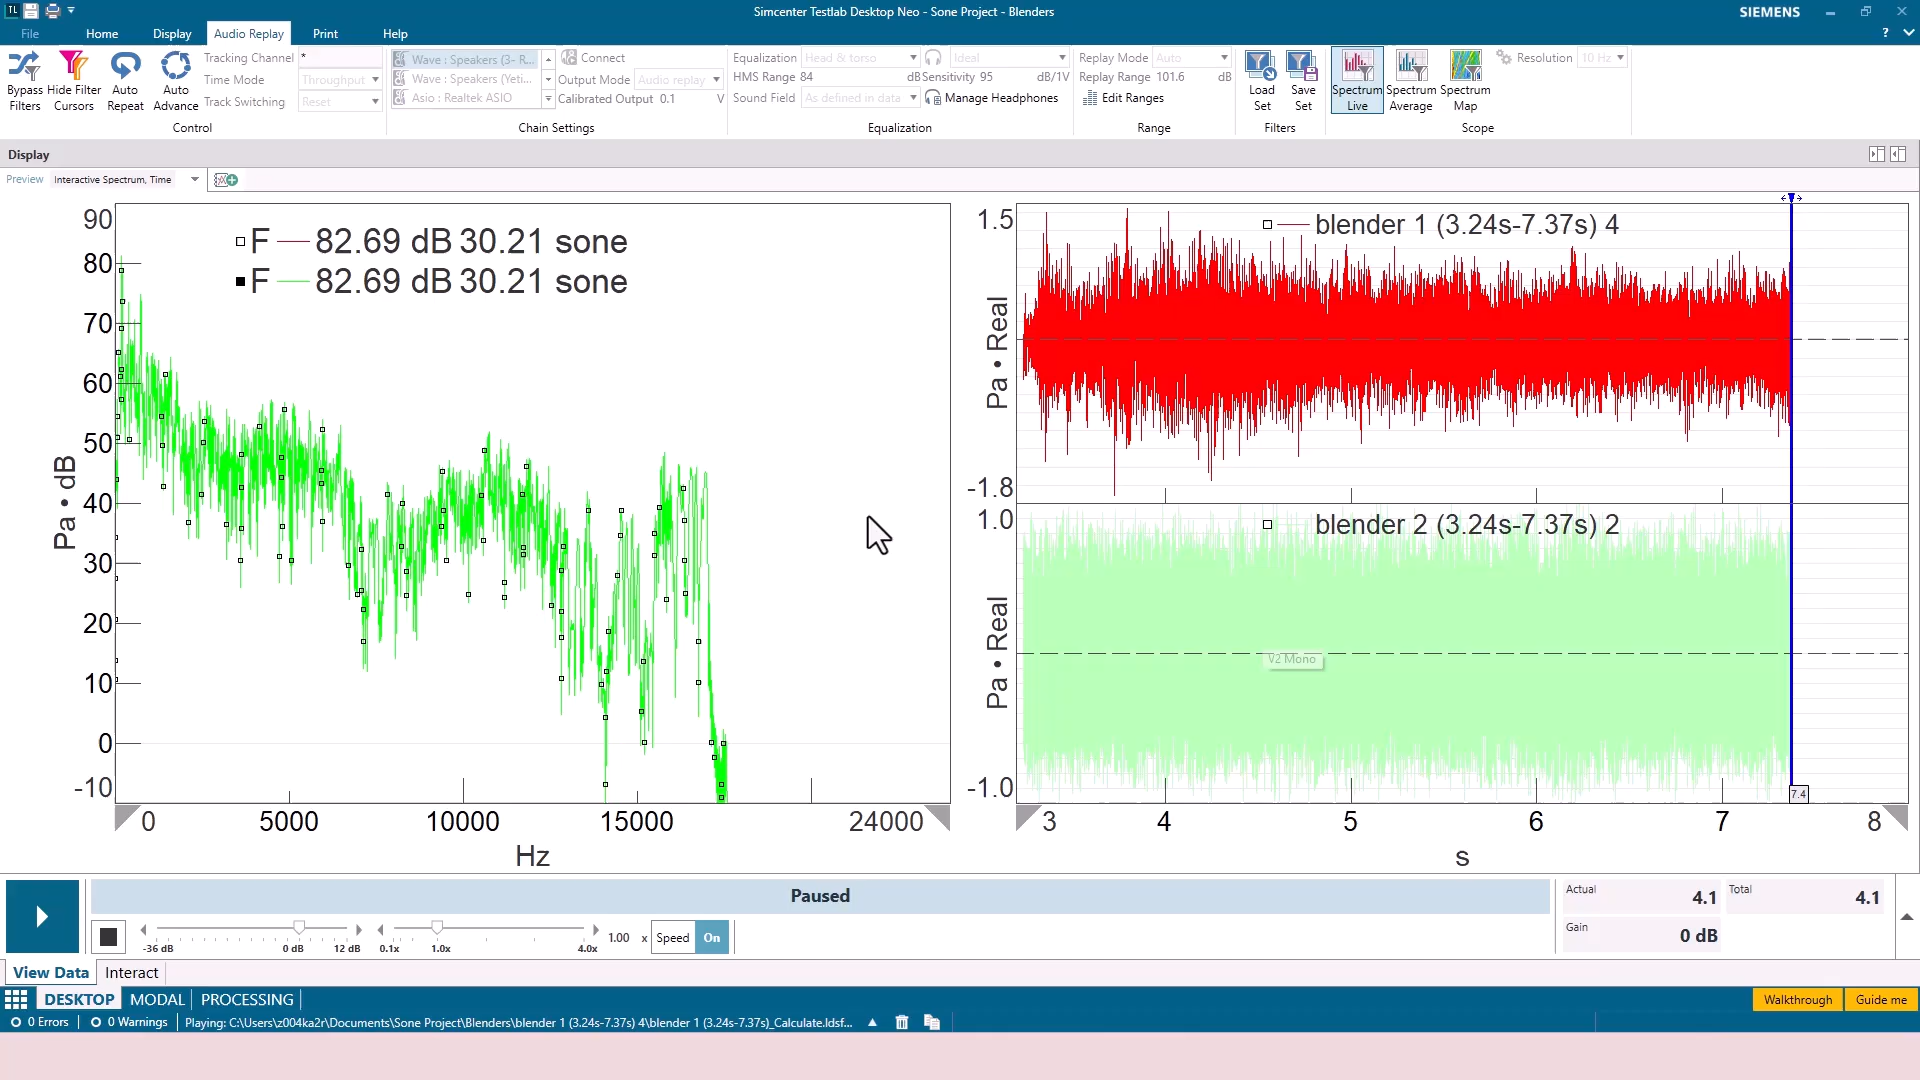 TL
Simcenter Testlab Desktop Neo - Sone Project - Blenders
SIEMENS
File Home Display Audio Replay Print Help
?
Bypass Filters
Hide Filter Cursors
Auto Repeat
Auto Advance
Tracking Channel *
Time Mode Throughput
Track Switching Reset
Control
Wave : Speakers (3- R...
Wave : Speakers (Yeti...
Asio : Realtek ASIO
Connect
Output Mode Audio replay
Calibrated Output 0.1 V
Chain Settings
Equalization Head & torso Ideal
HMS Range 84 dB Sensitivity 95 dB/1V
Sound Field As defined in data Manage Headphones
Equalization
Replay Mode Auto
Replay Range 101.6 dB
Edit Ranges
Range
Load Set
Save Set
Filters
Spectrum Live
Spectrum Average
Spectrum Map
Resolution 10 Hz
Scope
Display
Preview Interactive Spectrum, Time
F 82.69 dB 30.21 sone
F 82.69 dB 30.21 sone
90
80
70
60
50
40
30
20
10
0
-10
Pa • dB
0 5000 10000 15000 24000
Hz
blender 1 (3.24s-7.37s) 4
1.5
-1.8
Pa • Real
blender 2 (3.24s-7.37s) 2
1.0
-1.0
Pa • Real
V2 Mono
7.4
3 4 5 6 7 8
s
Paused
-36 dB 0 dB 12 dB
0.1x 1.0x 4.0x
1.00 x Speed On
Actual 4.1
Total 4.1
Gain 0 dB
View Data Interact
DESKTOP MODAL PROCESSING
Walkthrough Guide me
0 Errors 0 Warnings Playing: C:\Users\z004ka2r\Documents\Sone Project\Blenders\blender 1 (3.24s-7.37s) 4\blender 1 (3.24s-7.37s)_Calculate.ldsf...